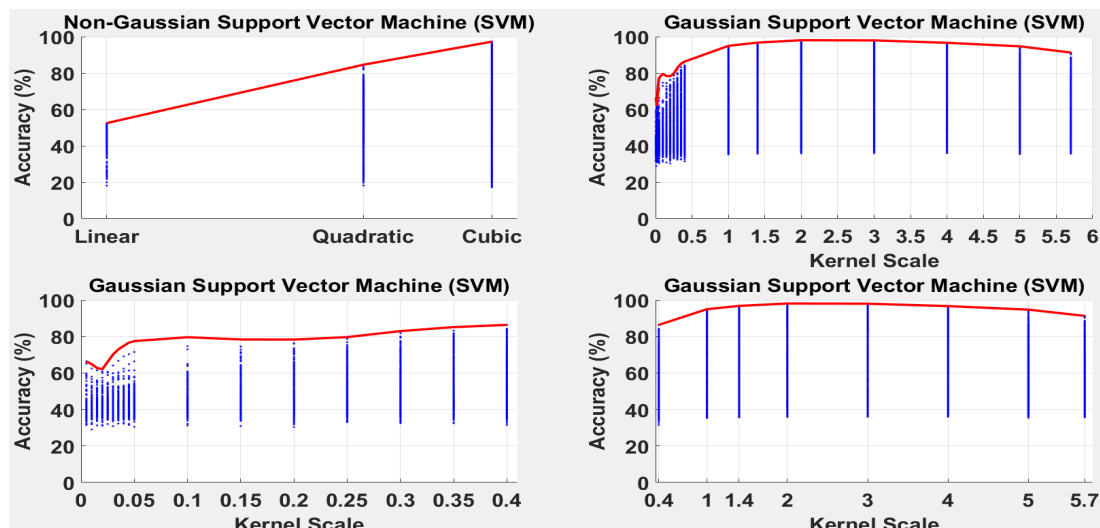 Non-Gaussian Support Vector Machine (SVM)
Accuracy (%)
100
80
60
40
20
0
Linear Quadratic Cubic
Gaussian Support Vector Machine (SVM)
Accuracy (%)
100
80
60
40
20
0
0 0.5 1 1.5 2 2.5 3 3.5 4 4.5 5 5.5 6
Kernel Scale
Gaussian Support Vector Machine (SVM)
Accuracy (%)
100
80
60
40
20
0
0 0.05 0.1 0.15 0.2 0.25 0.3 0.35 0.4
Kernel Scale
Gaussian Support Vector Machine (SVM)
Accuracy (%)
100
80
60
40
20
0
0.4 1 1.4 2 3 4 5 5.7
Kernel Scale